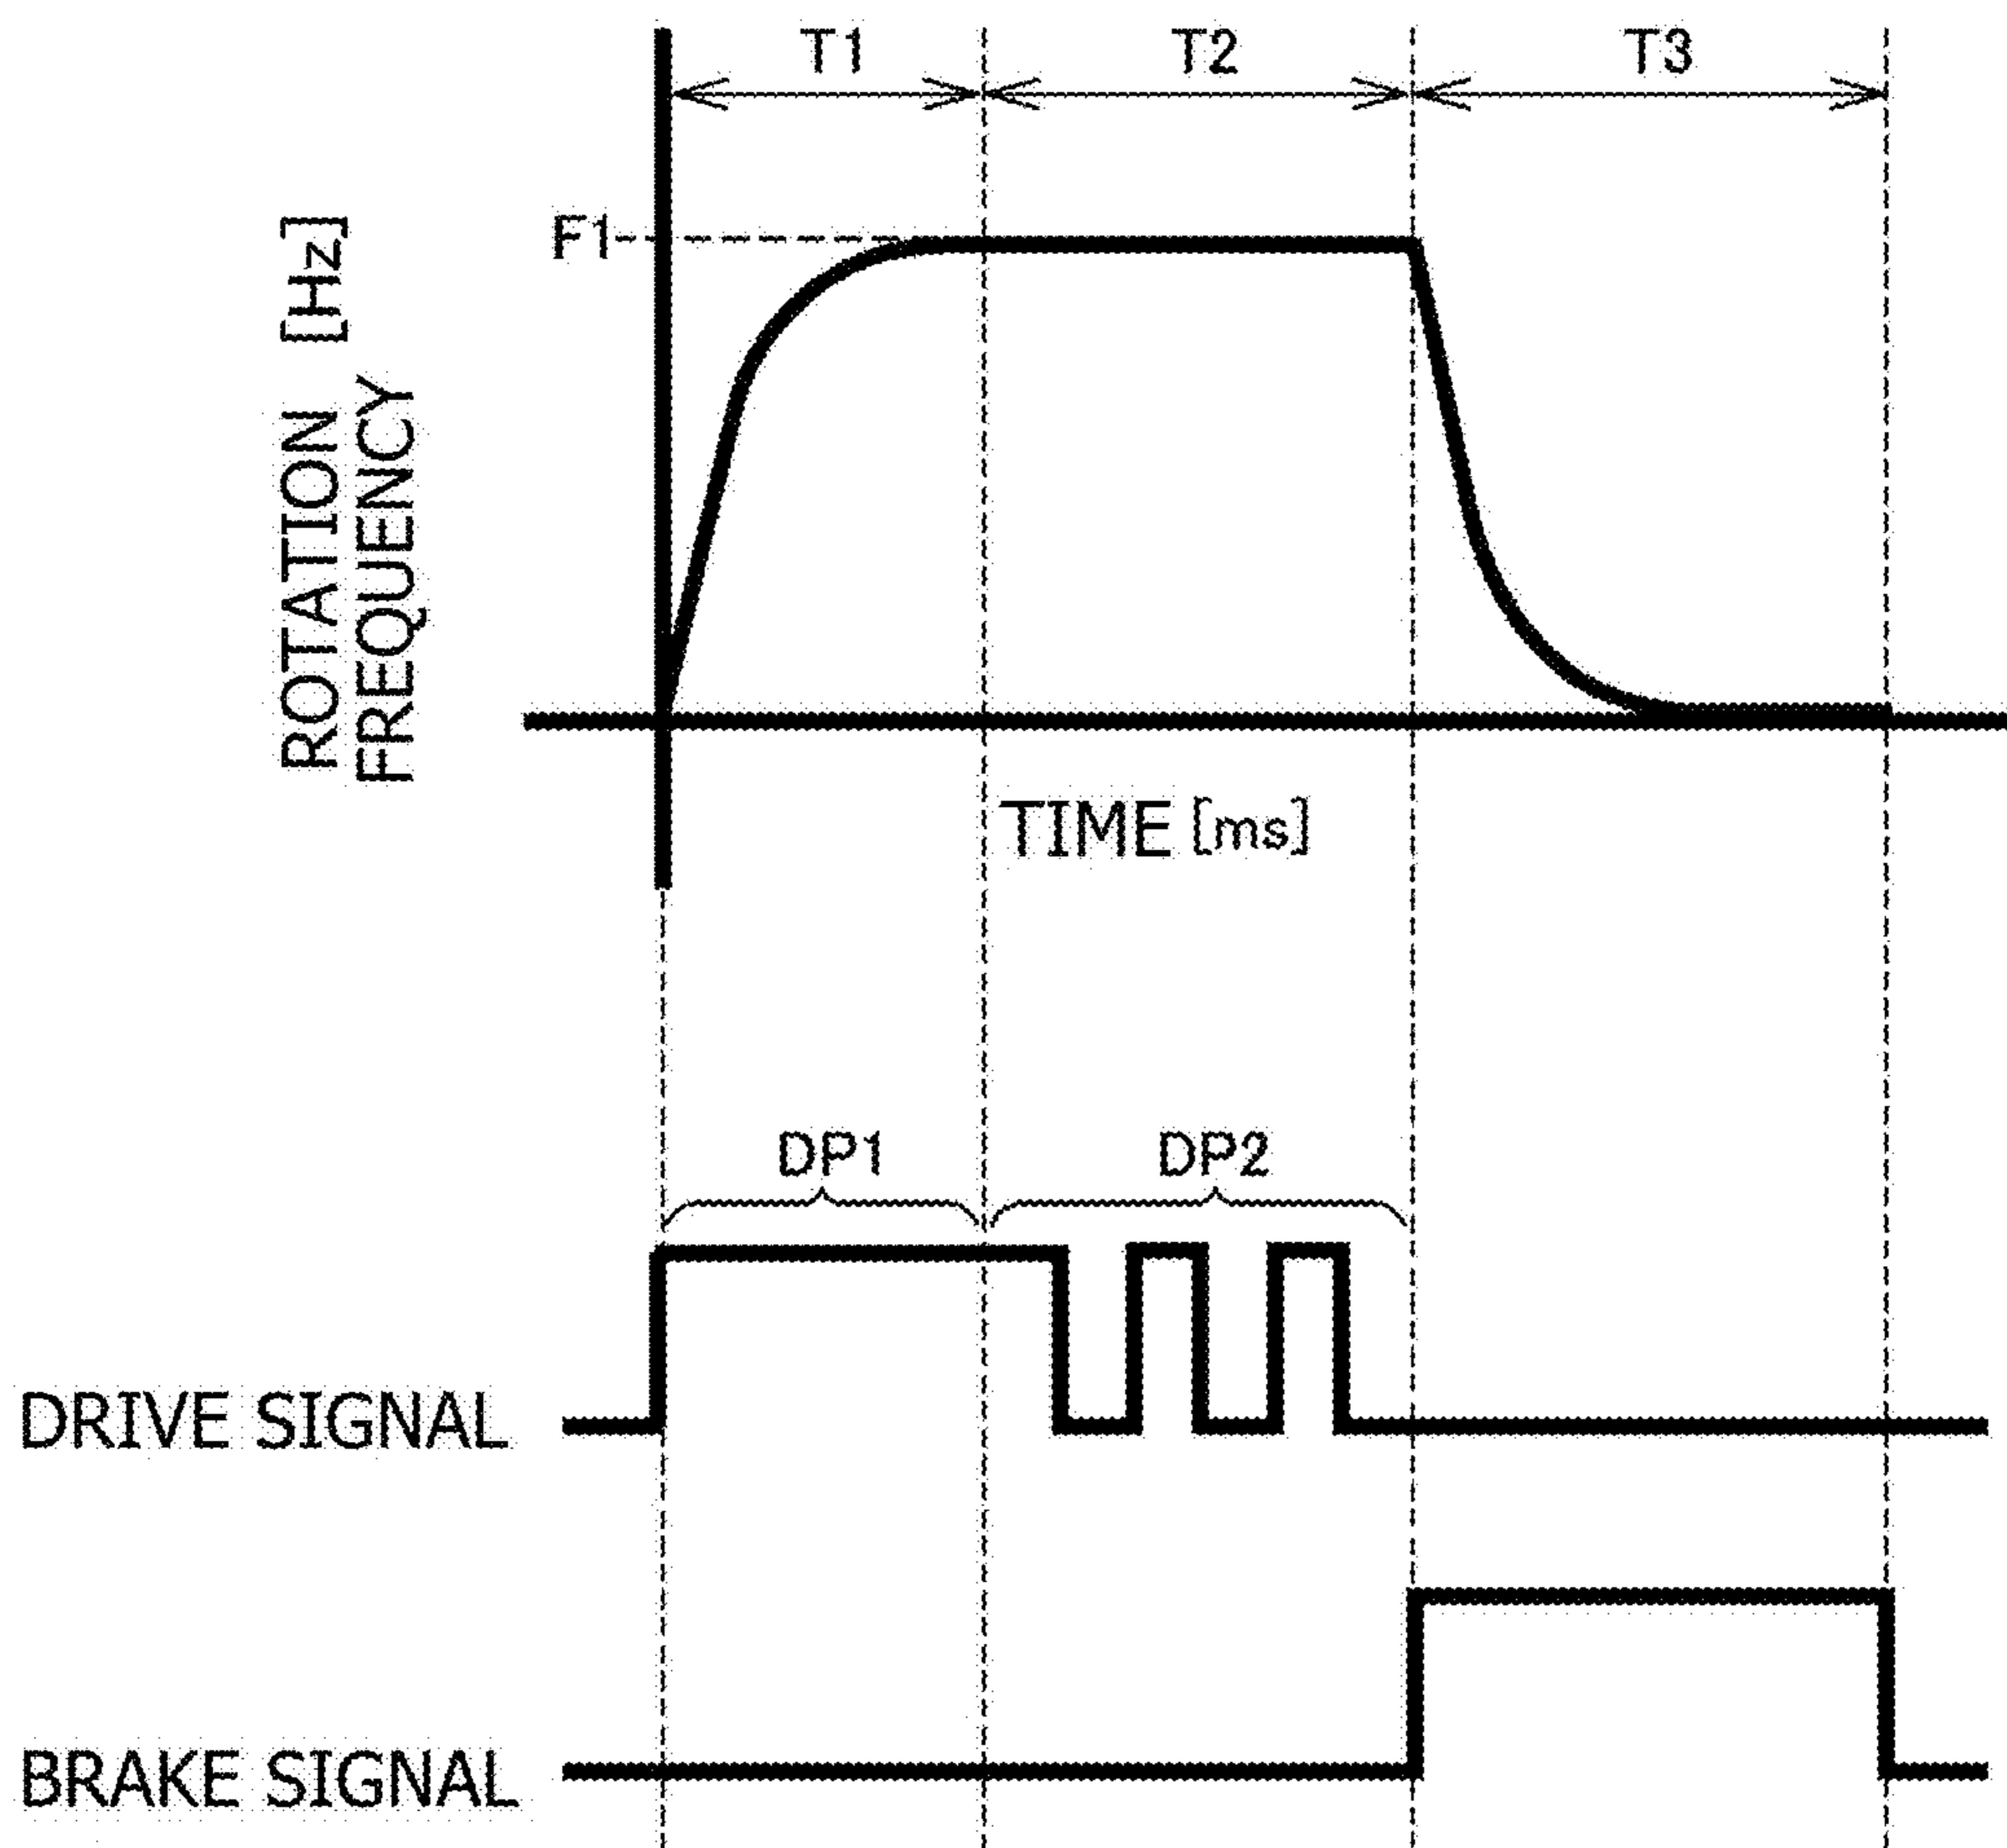 T1
T2
T3
F1
ROTATION [Hz]
FREQUENCY
TIME [ms]
DP1
DP2
DRIVE SIGNAL
BRAKE SIGNAL